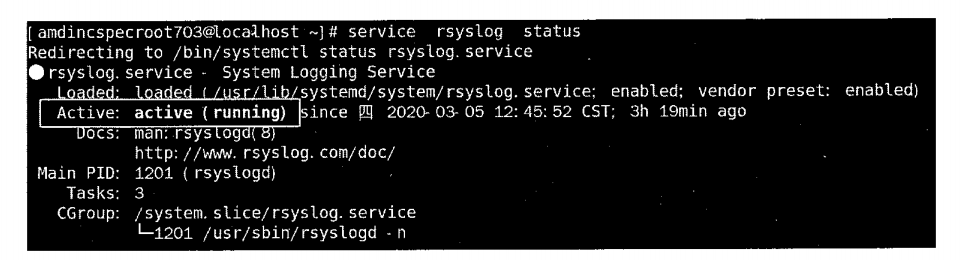 [amdincspecroot703@localhost ~]# service rsyslog status
Redirecting to /bin/systemctl status rsyslog.service
●rsyslog.service - System Logging Service
Loaded: loaded (/usr/lib/systemd/system/rsyslog.service; enabled; vendor preset: enabled)
Active: active (running) since 四 2020-03-05 12:45:52 CST; 3h 19min ago
Docs: man:rsyslogd(8)
http://www.rsyslog.com/doc/
Main PID: 1201 (rsyslogd)
Tasks: 3
CGroup: /system.slice/rsyslog.service
└─1201 /usr/sbin/rsyslogd -n